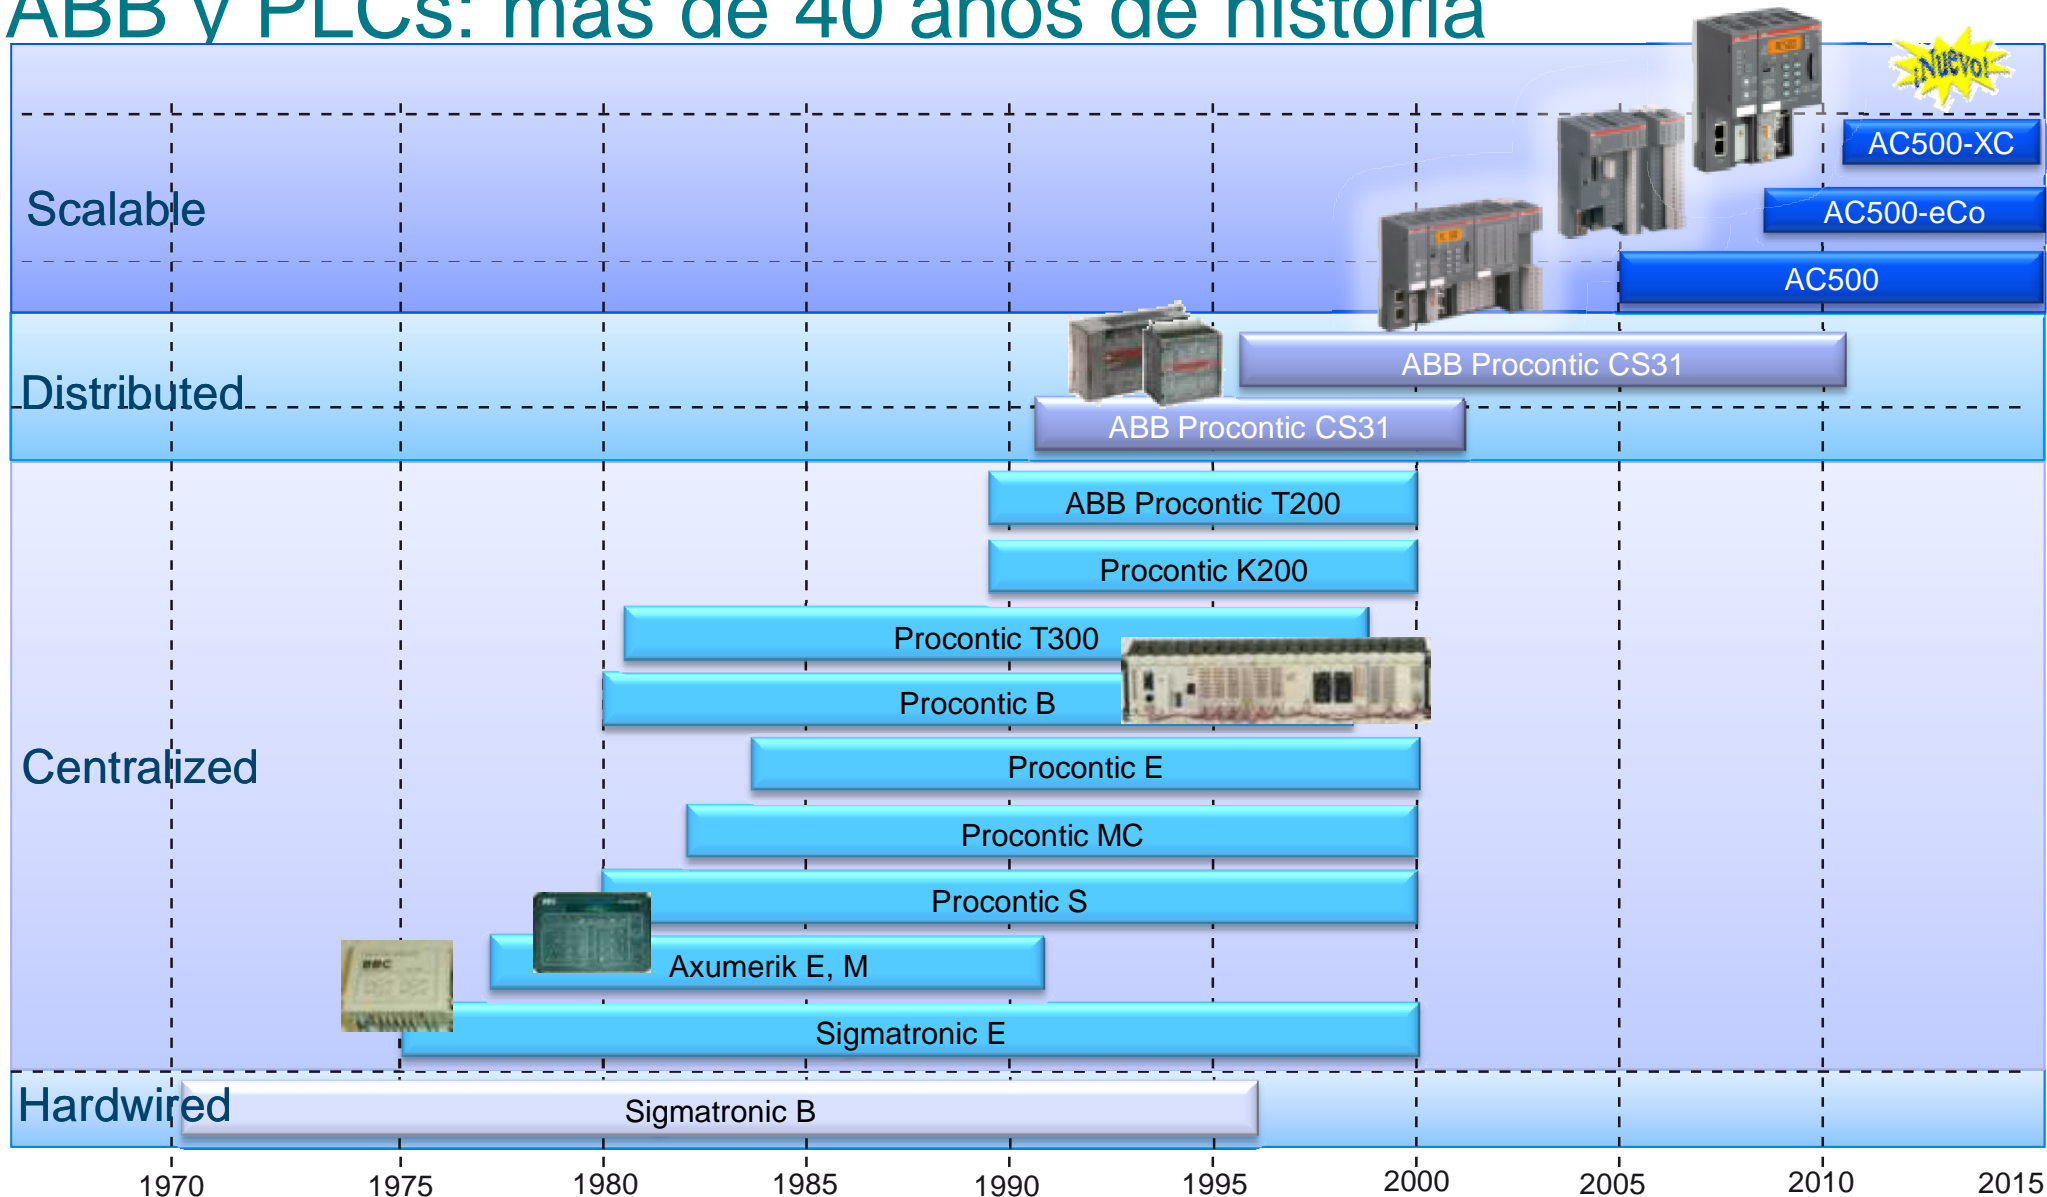 ABB y PLCs: más de 40 años de historia
¡Nuevo!
AC500-XC
Scalable
AC500-eCo
AC500
ABB Procontic CS31
Distributed
ABB Procontic CS31
ABB Procontic T200
Procontic K200
Procontic T300
Procontic B
Centralized
Procontic E
Procontic MC
Procontic S
Axumerik E, M
BBC
Sigmatronic E
Hardwired
Sigmatronic B
1970 1975 1980 1985 1990 1995 2000 2005 2010 2015